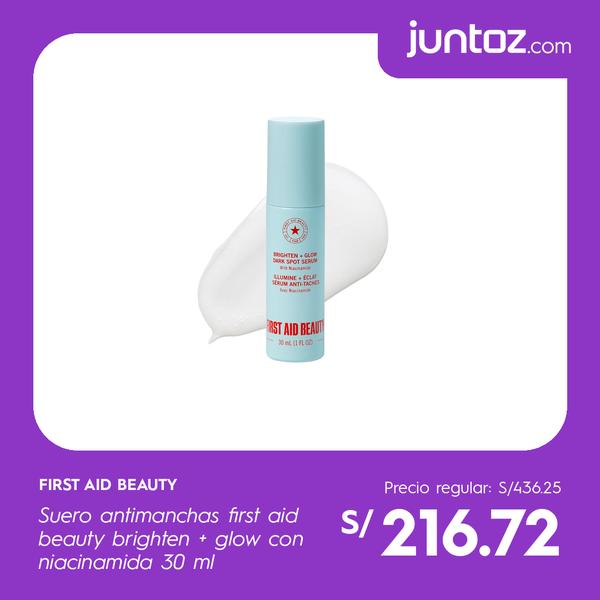 juntoz.com
BRIGHTEN + GLOW
DARK SPOT SERUM
With Niacinamide
ILLUMINE + ÉCLAT
SÉRUM ANTI-TACHES
FIRST AID BEAUTY
30 mL (1 FL OZ)
FIRST AID BEAUTY
Suero antimanchas first aid
beauty brighten + glow con
niacinamida 30 ml
Precio regular: S/436.25
S/ 216.72